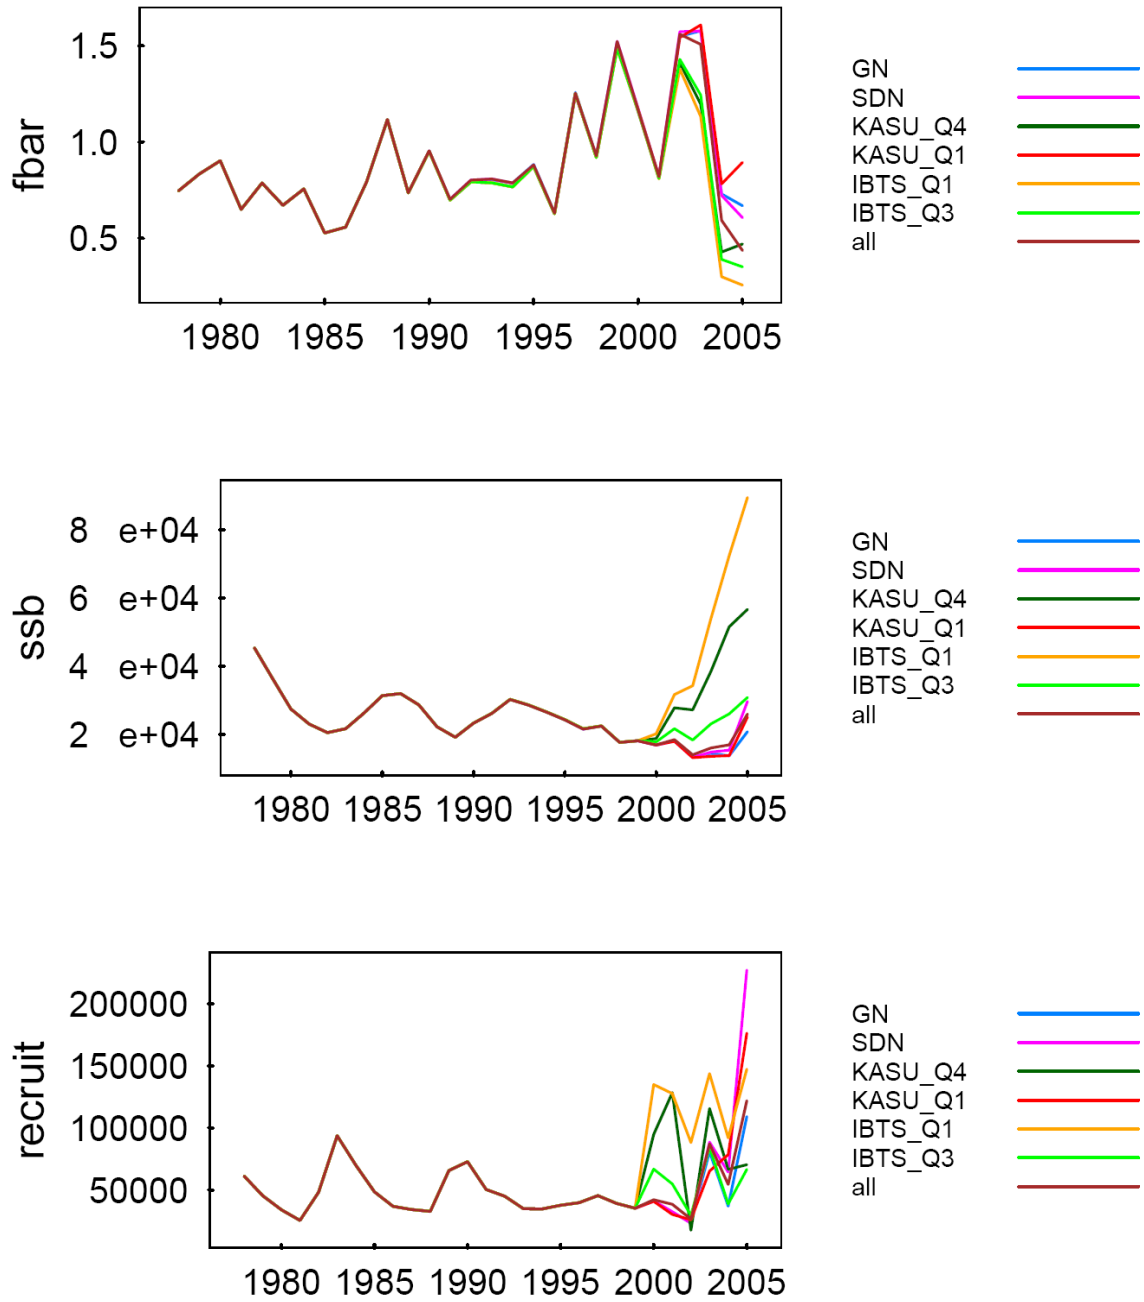 fbar
1.5
1.0
0.5
1980 1985 1990 1995 2000 2005
GN
SDN
KASU_Q4
KASU_Q1
IBTS_Q1
IBTS_Q3
all
ssb
8 e+04
6 e+04
4 e+04
2 e+04
1980 1985 1990 1995 2000 2005
GN
SDN
KASU_Q4
KASU_Q1
IBTS_Q1
IBTS_Q3
all
recruit
200000
150000
100000
50000
1980 1985 1990 1995 2000 2005
GN
SDN
KASU_Q4
KASU_Q1
IBTS_Q1
IBTS_Q3
all